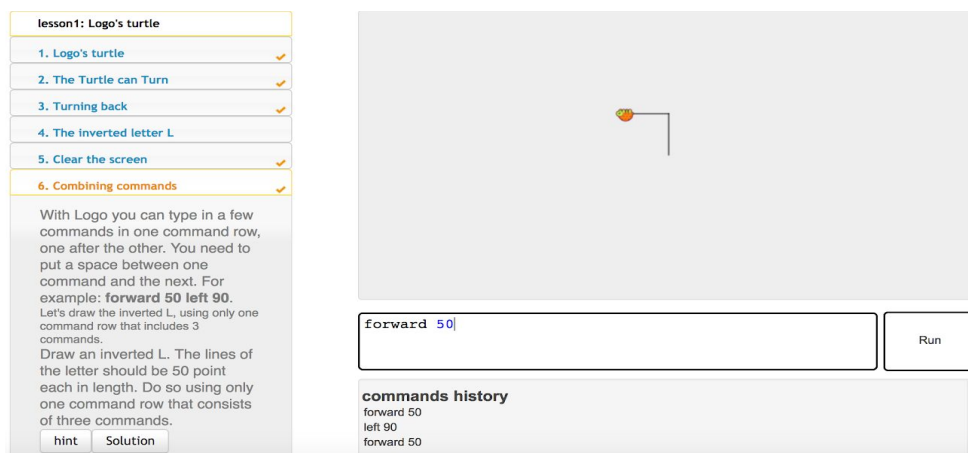 lesson1: Logo's turtle
1. Logo's turtle
2. The Turtle can Turn
3. Turning back
4. The inverted letter L
5. Clear the screen
6. Combining commands
With Logo you can type in a few
commands in one command row,
one after the other. You need to
put a space between one
command and the next. For
example: forward 50 left 90.
Let's draw the inverted L, using only one
command row that includes 3
commands.
Draw an inverted L. The lines of
the letter should be 50 point
each in length. Do so using only
one command row that consists
of three commands.
hint Solution
forward 50
Run
commands history
forward 50
left 90
forward 50